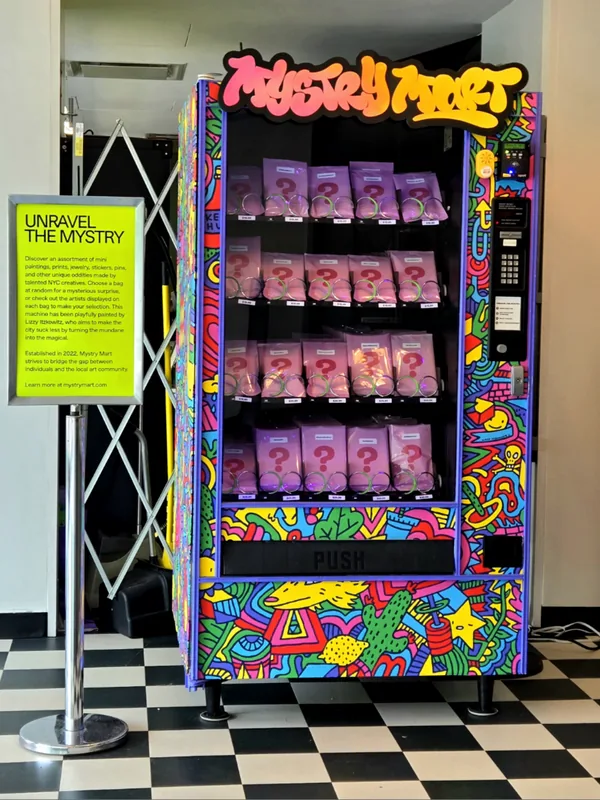 MYSTRY MART
UNRAVEL
THE MYSTRY
Discover an assortment of mini
paintings, prints, jewelry, stickers, pins,
and other unique oddities made by
talented NYC creatives. Choose a bag
at random for a mysterious surprise,
or check out the artists displayed on
each bag to make your selection. This
machine has been playfully painted by
Lizzy Itzkowitz, who aims to make the
city suck less by turning the mundane
into the magical.
Established in 2022, Mystry Mart
strives to bridge the gap between
individuals and the local art community.
Learn more at mystrymart.com
? ? ? ? ?
? ? ? ? ?
? ? ? ? ?
? ? ? ? ?
PUSH